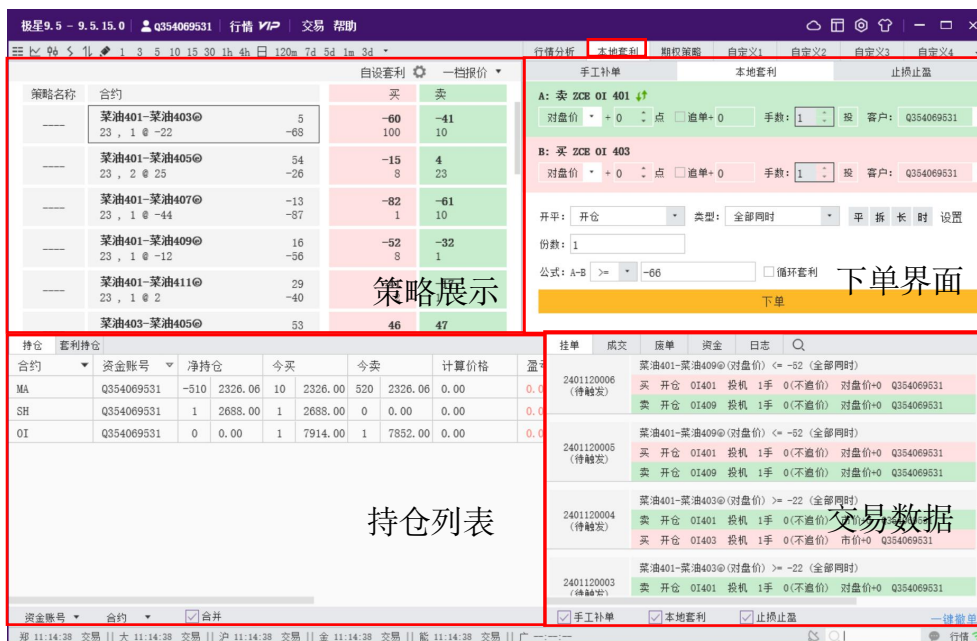 极星9.5 - 9.5.15.0 Q354069531 行情 VIP 交易 帮助
1 3 5 10 15 30 1h 4h 日 120m 7d 5d 1m 3d 行情分析 本地套利 期权策略 自定义1 自定义2 自定义3 自定义4
自设套利 一档报价
策略名称 合约 买 卖
---- 菜油401-菜油403 5 -60 -41
23 , 1 @ -22 -68 100 10
---- 菜油401-菜油405 54 -15 4
23 , 2 @ 25 -26 8 23
---- 菜油401-菜油407 -13 -82 -61
23 , 1 @ -44 -87 1 10
---- 菜油401-菜油409 16 -52 -32
23 , 1 @ -12 -56 8 1
---- 菜油401-菜油411 29
23 , 1 @ 2 -40
菜油403-菜油405 53 46 47
策略展示
手工补单 本地套利 止损止盈
A: 卖 ZCE OI 401
对盘价 + 0 点 追单+ 0 手数: 1 投 客户: Q354069531
B: 买 ZCE OI 403
对盘价 + 0 点 追单+ 0 手数: 1 投 客户: Q354069531
开平: 开仓 类型: 全部同时 平 拆 长 时 设置
份数: 1
公式: A-B >= -66 循环套利
下单
下单界面
持仓 套利持仓
合约 资金账号 净持仓 今买 今卖 计算价格
MA Q354069531 -510 2326.06 10 2326.00 520 2326.06 0.00
SH Q354069531 1 2688.00 1 2688.00 0 0.00 0.00
OI Q354069531 0 0.00 1 7914.00 1 7852.00 0.00
持仓列表
资金账号 合约 合并
挂单 成交 废单 资金 日志
菜油401-菜油409(对盘价) <= -52 (全部同时)
2401120006 (待触发)
买 开仓 OI401 投机 1手 0(不追价) 对盘价+0 Q354069531
卖 开仓 OI409 投机 1手 0(不追价) 对盘价+0 Q354069531
菜油401-菜油409(对盘价) <= -52 (全部同时)
2401120005 (待触发)
买 开仓 OI401 投机 1手 0(不追价) 对盘价+0 Q354069531
卖 开仓 OI409 投机 1手 0(不追价) 对盘价+0 Q354069531
菜油401-菜油403(对盘价) >= -22 (全部同时)
2401120004 (待触发)
卖 开仓 OI401 投机 1手 0(不追价)
买 开仓 OI403 投机 1手 0(不追价) 市价+0 Q354069531
菜油401-菜油403(对盘价) >= -22 (全部同时)
2401120003 (待触发)
卖 开仓 OI401 投机 1手 0(不追价) 对盘价+0 Q354069531
交易数据
手工补单 本地套利 止损止盈 一键撤单
郑 11:14:38 交易 || 大 11:14:38 交易 || 沪 11:14:38 交易 || 金 11:14:38 交易 || 能 11:14:38 交易 || 广 --:--:-- 行情